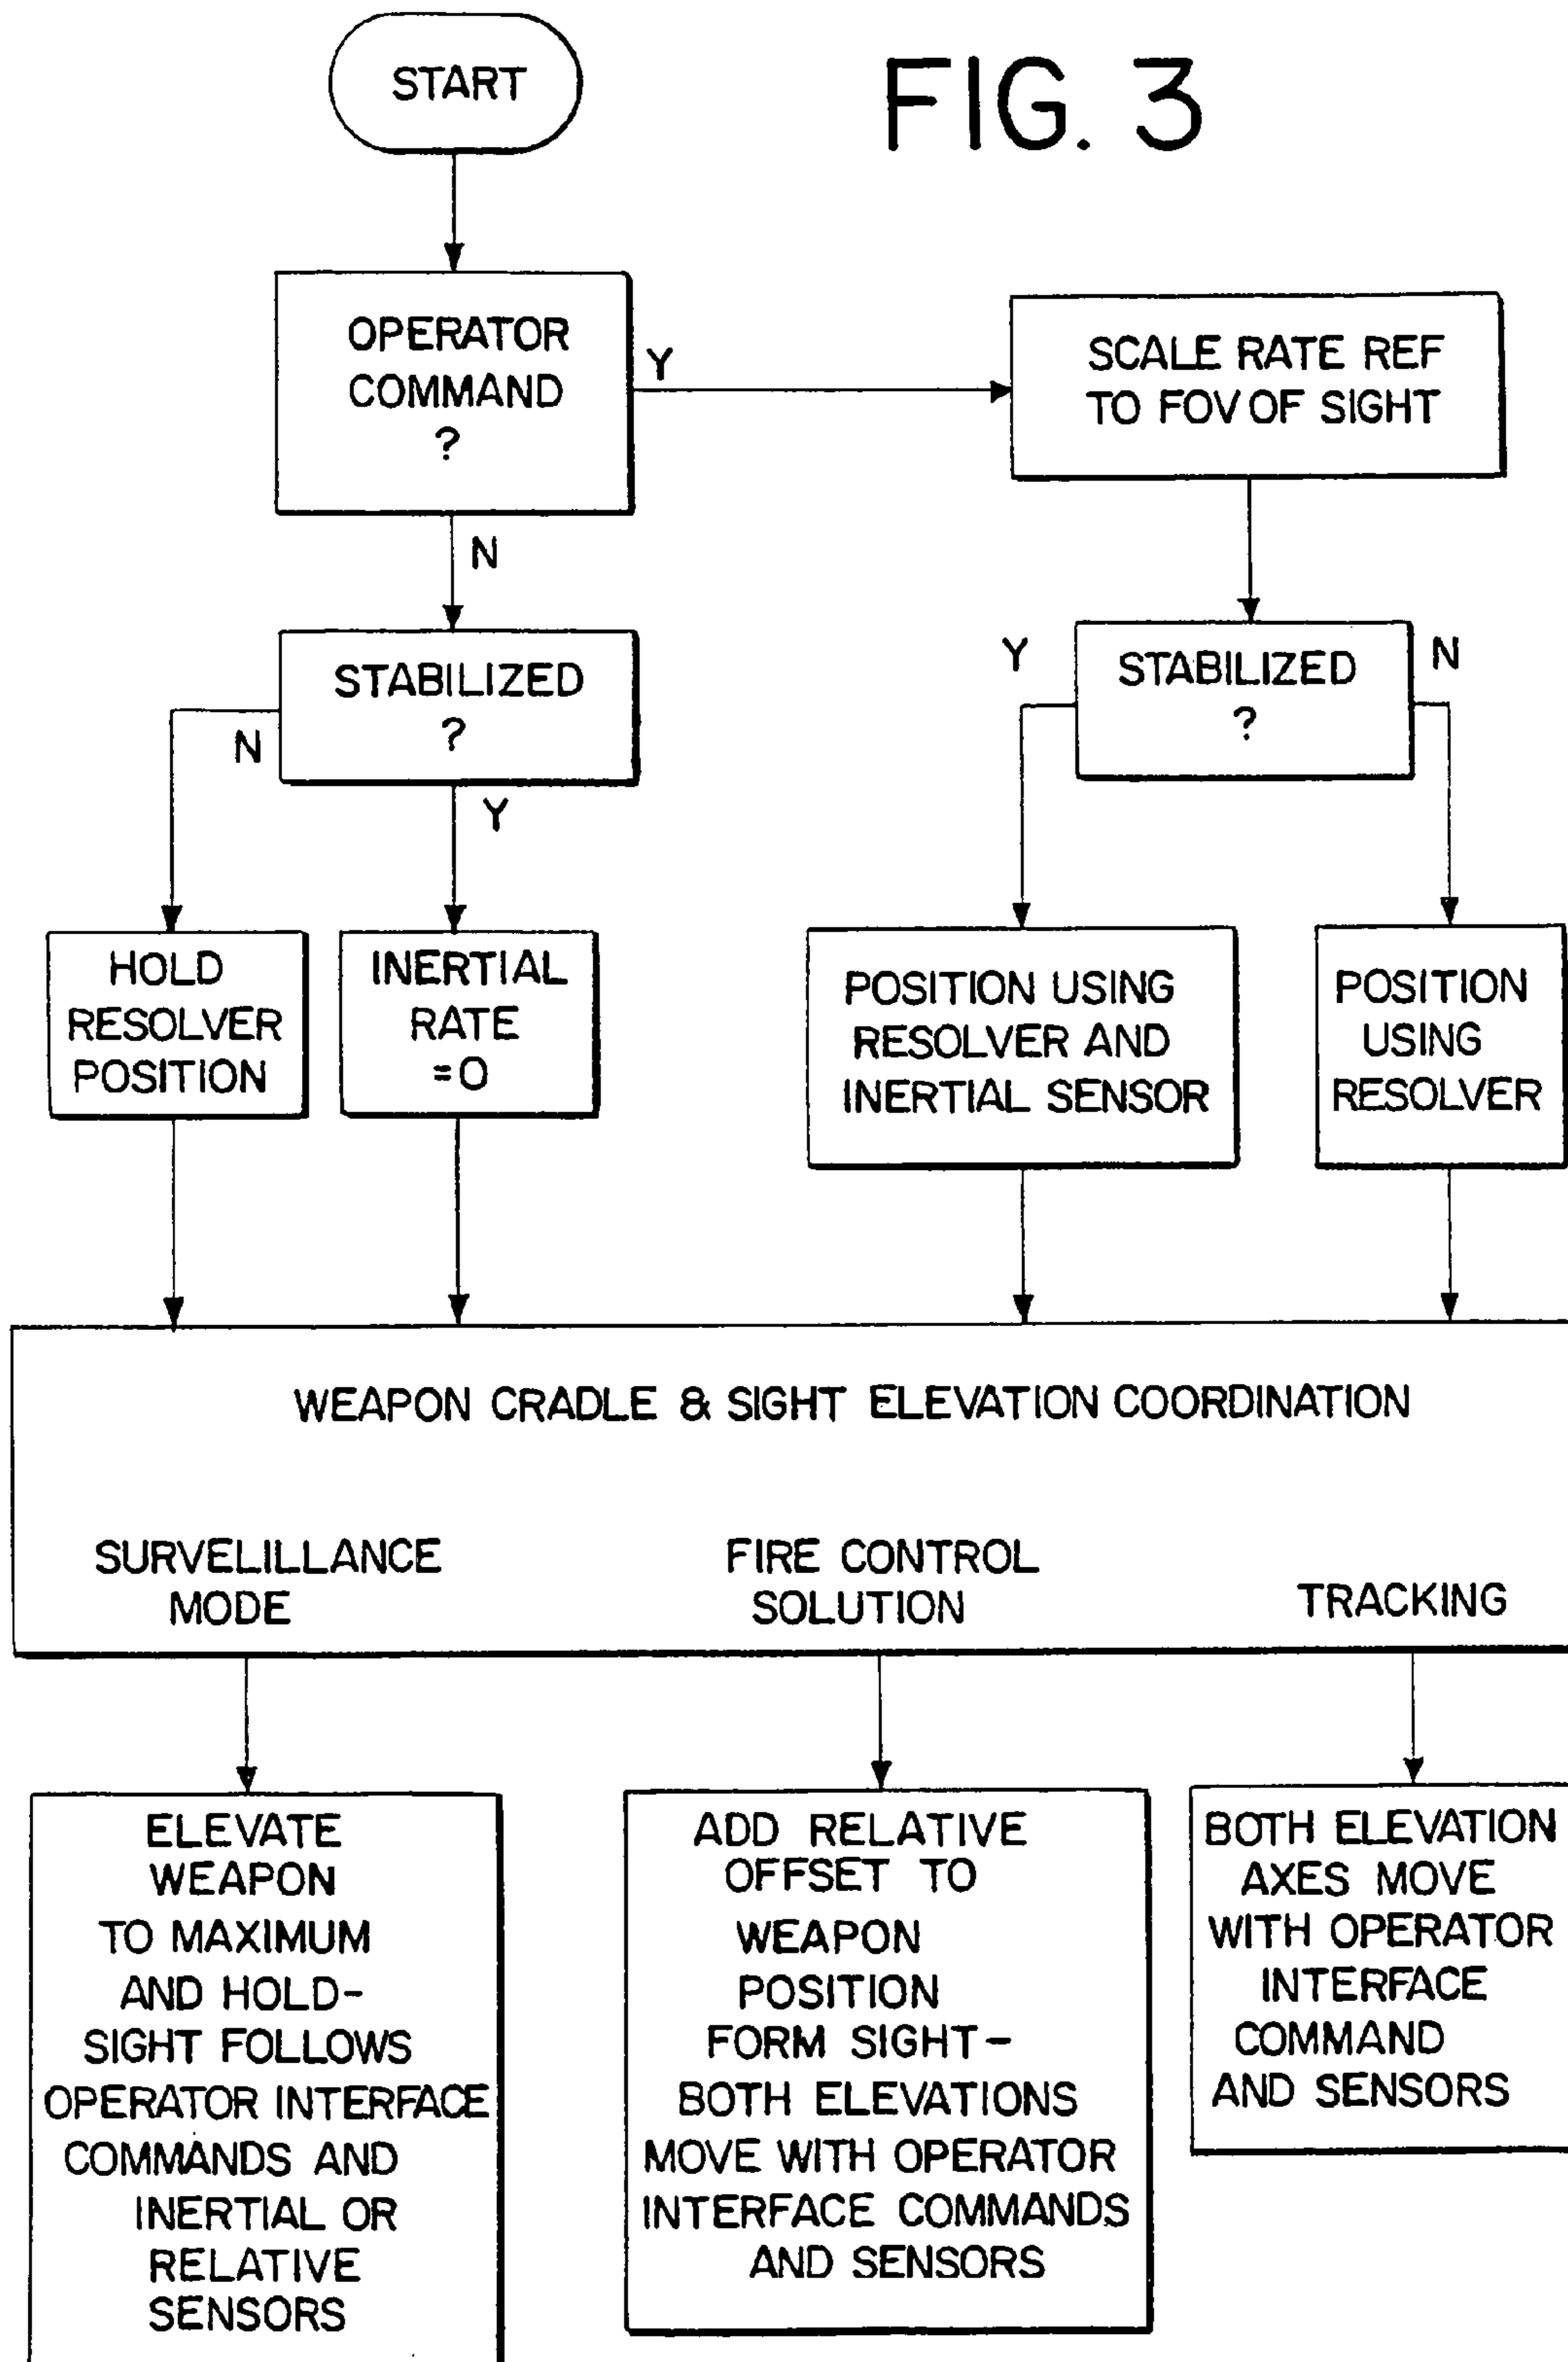 START
FIG. 3
OPERATOR
COMMAND
?
Y
SCALE RATE REF
TO FOV OF SIGHT
N
STABILIZED
?
N
Y
Y
STABILIZED
?
N
HOLD
RESOLVER
POSITION
INERTIAL
RATE
=0
POSITION USING
RESOLVER AND
INERTIAL SENSOR
POSITION
USING
RESOLVER
WEAPON CRADLE & SIGHT ELEVATION COORDINATION
SURVELILLANCE
MODE
FIRE CONTROL
SOLUTION
TRACKING
ELEVATE
WEAPON
TO MAXIMUM
AND HOLD-
SIGHT FOLLOWS
OPERATOR INTERFACE
COMMANDS AND
INERTIAL OR
RELATIVE
SENSORS
ADD RELATIVE
OFFSET TO
WEAPON
POSITION
FORM SIGHT-
BOTH ELEVATIONS
MOVE WITH OPERATOR
INTERFACE COMMANDS
AND SENSORS
BOTH ELEVATION
AXES MOVE
WITH OPERATOR
INTERFACE
COMMAND
AND SENSORS